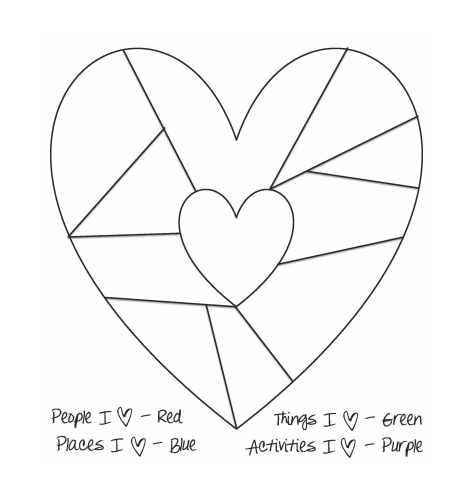 People I ♡ – Red
Places I ♡ – Blue
Things I ♡ – Green
Activities I ♡ – Purple